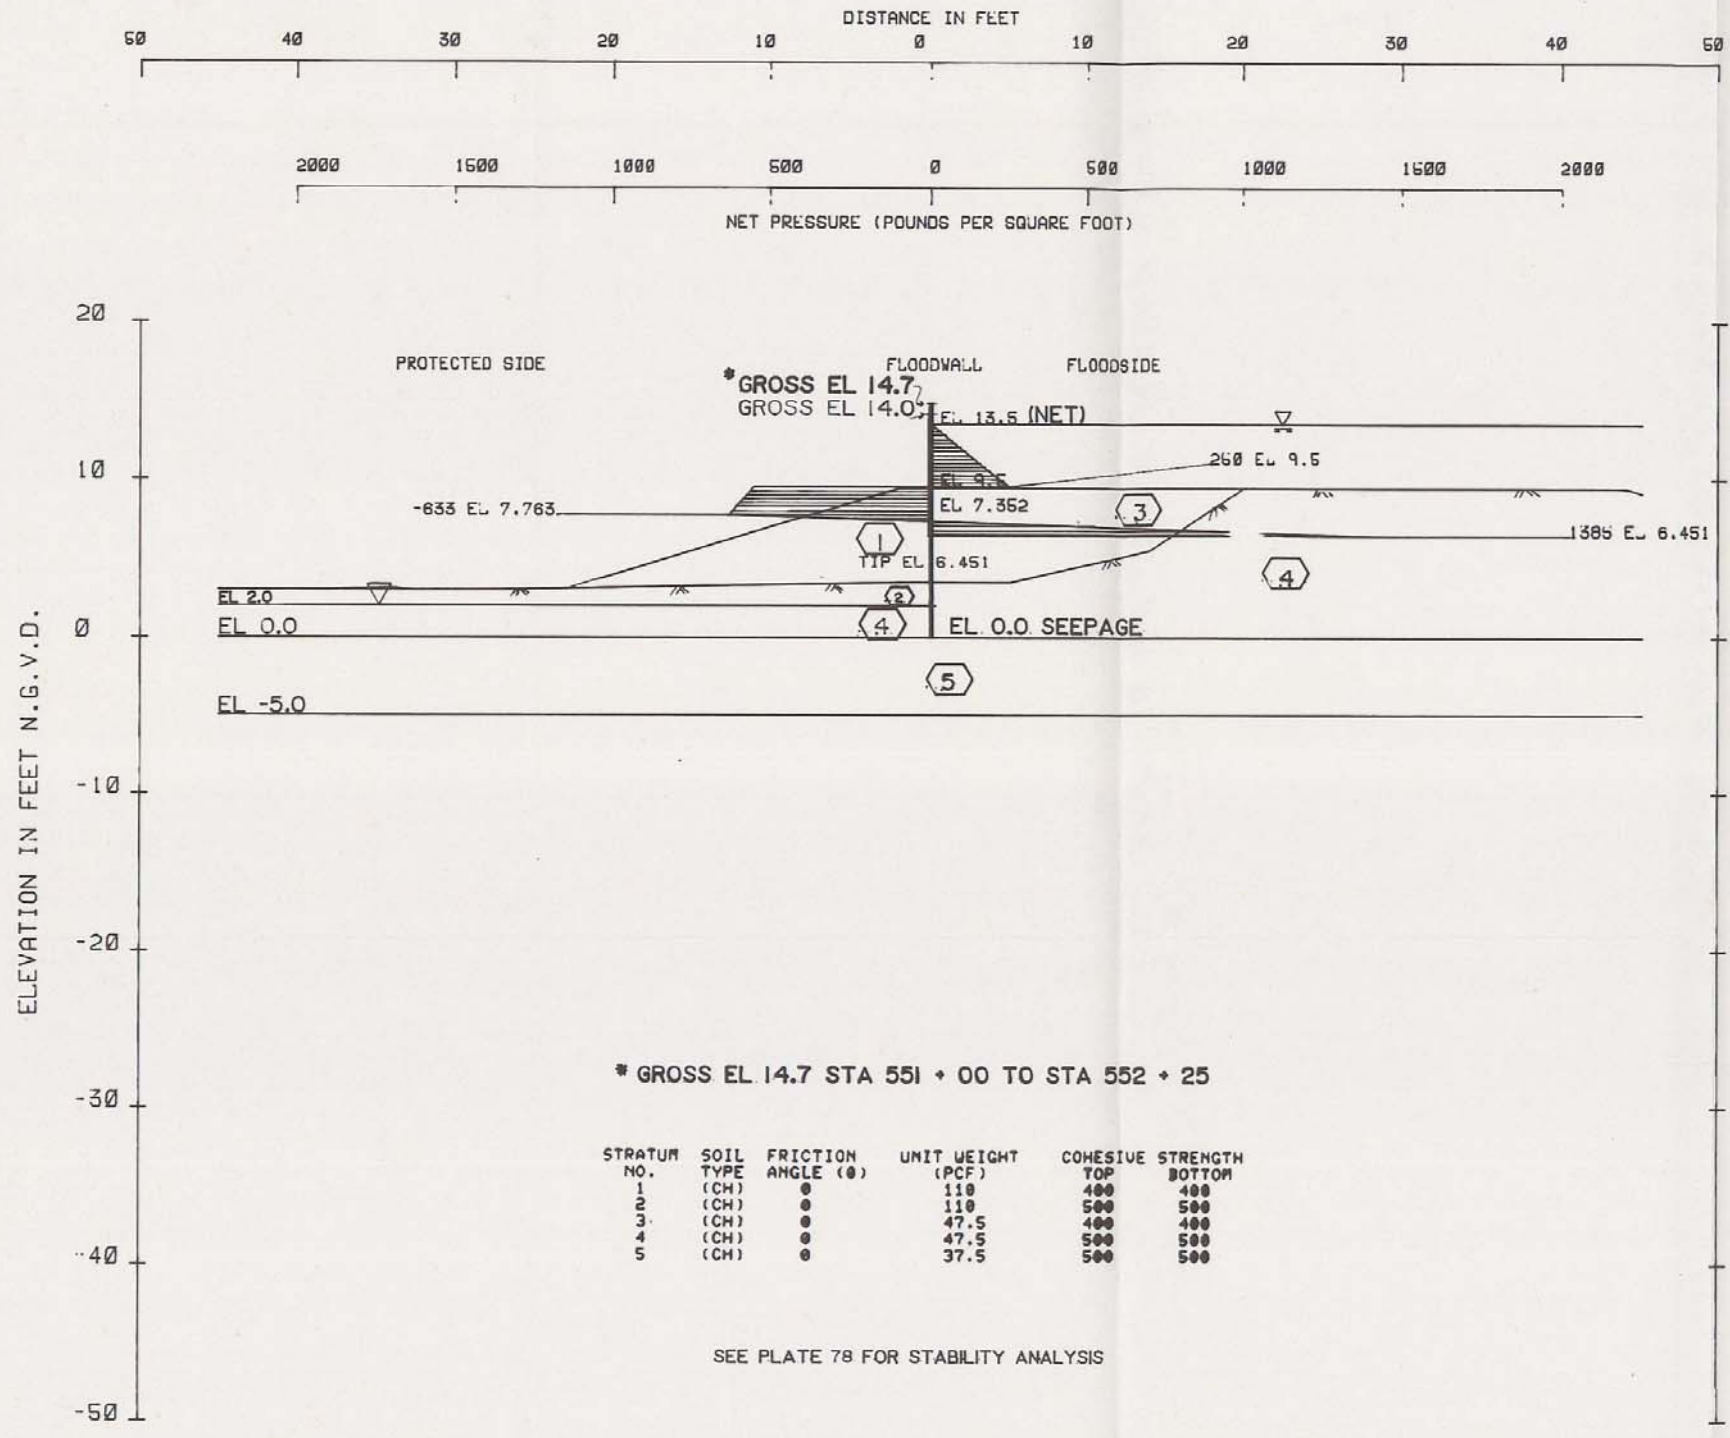 DISTANCE IN FEET
50 40 30 20 10 0 10 20 30 40 50
2000 1500 1000 500 0 500 1000 1500 2000
NET PRESSURE (POUNDS PER SQUARE FOOT)
20
PROTECTED SIDE
FLOODWALL
FLOODSIDE
*GROSS EL 14.7
GROSS EL 14.0
EL 13.5 (NET)
10
260 EL 9.5
EL 9.5
-633 EL 7.763
EL 7.352
3
1
1385 EL 6.451
TIP EL 6.451
4
EL 2.0
2
0
EL 0.0
4
EL. 0.0. SEEPAGE
5
EL -5.0
-10
-20
-30
-40
-50
ELEVATION IN FEET N.G.V.D.
* GROSS EL 14.7 STA 551 + 00 TO STA 552 + 25
STRATUM SOIL FRICTION UNIT WEIGHT COHESIVE STRENGTH
NO. TYPE ANGLE (0) (PCF) TOP BOTTOM
1 (CH) 0 110 400 400
2 (CH) 0 110 500 500
3 (CH) 0 47.5 400 400
4 (CH) 0 47.5 500 500
5 (CH) 0 37.5 500 500
SEE PLATE 78 FOR STABILITY ANALYSIS